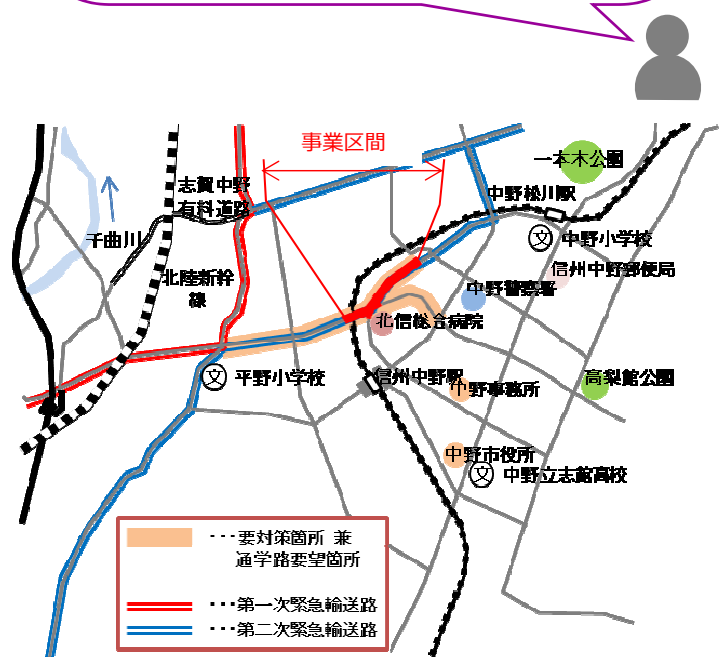 事業区間
一本木公園
志賀中野
有料道路
中野松川駅
千曲川
中野小学校
北陸新幹
線
信州中野郵便局
中野警察署
北信総合病院
平野小学校
信州中野駅
中野事務所
高梨館公園
中野市役所
中野立志館高校
文
文
文
･･･要対策箇所 兼
通学路要望箇所
･･･第一次緊急輸送路
･･･第二次緊急輸送路